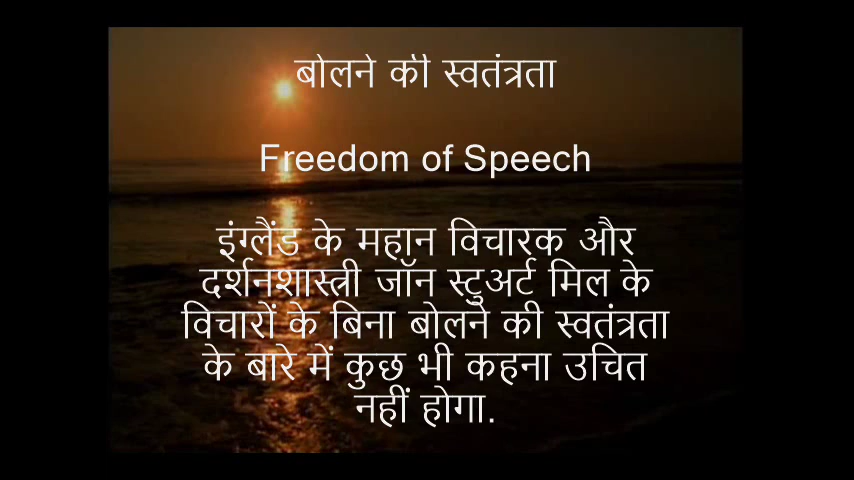 बोलने की स्वतंत्रता
Freedom of Speech
इंग्लैंड के महान विचारक और
दर्शनशास्त्री जॉन स्टुअर्ट मिल के
विचारों के बिना बोलने की स्वतंत्रता
के बारे में कुछ भी कहना उचित
नहीं होगा.